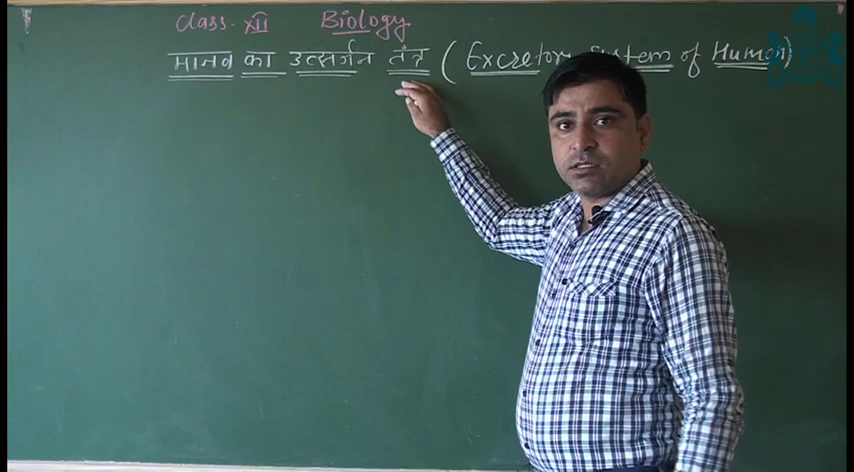 Class. XII Biology
मानव का उत्सर्जन तंत्र ( Excretory System of Human)